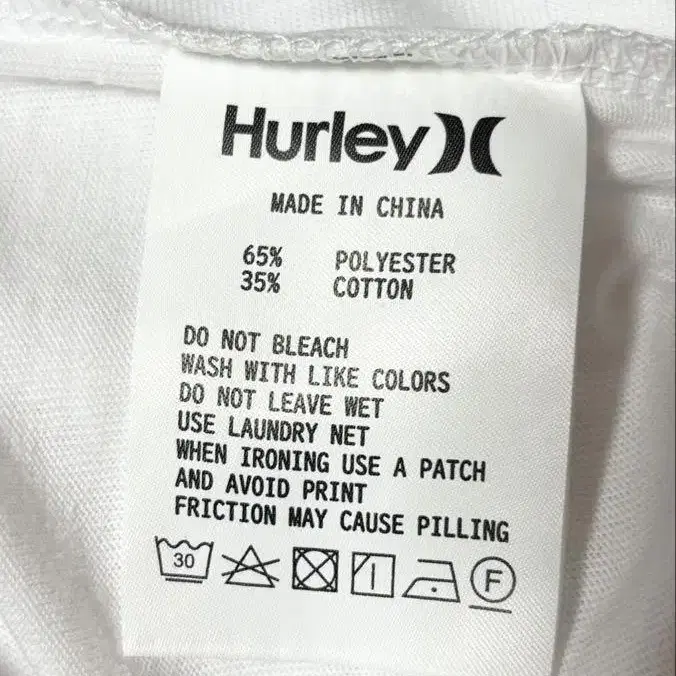 Hurley
MADE IN CHINA
65% POLYESTER
35% COTTON
DO NOT BLEACH
WASH WITH LIKE COLORS
DO NOT LEAVE WET
USE LAUNDRY NET
WHEN IRONING USE A PATCH
AND AVOID PRINT
FRICTION MAY CAUSE PILLING
30 F